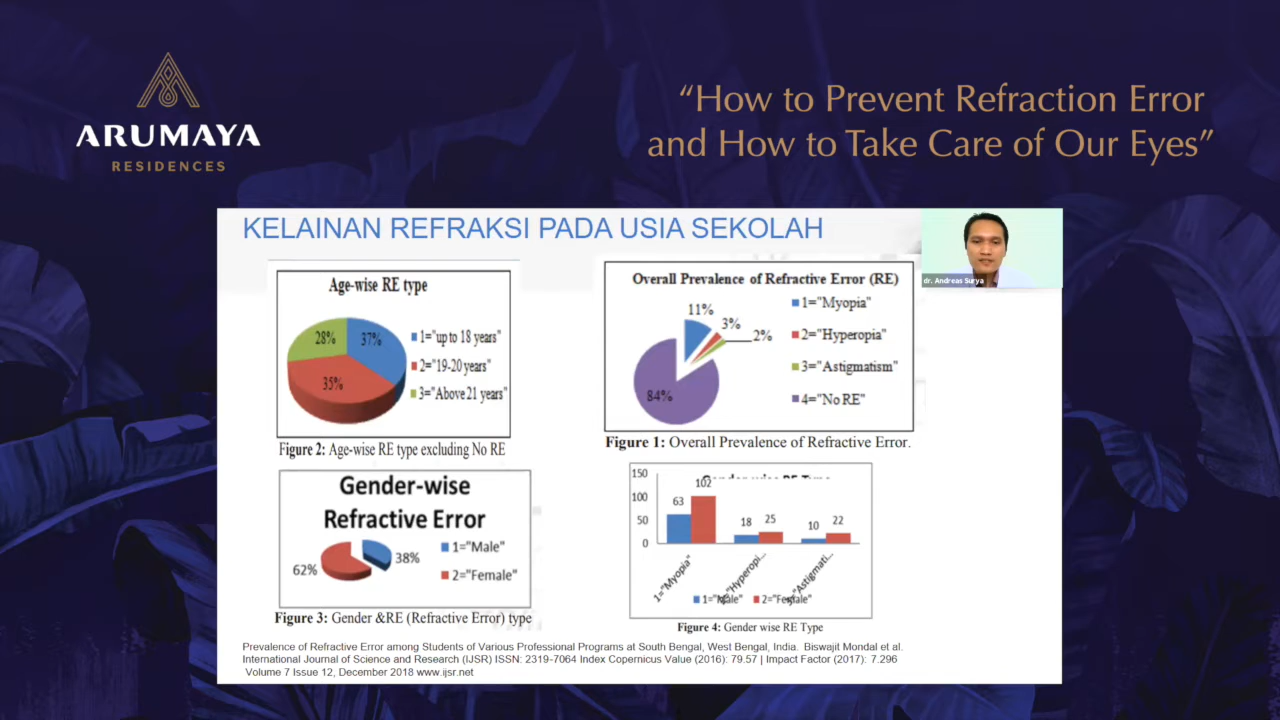 ARUMAYA
RESIDENCES
“How to Prevent Refraction Error
and How to Take Care of Our Eyes”
KELAINAN REFRAKSI PADA USIA SEKOLAH
dr. Andreas Surya
Age-wise RE type
28%
37%
35%
1="up to 18 years"
2="19-20 years"
3="Above 21 years"
Figure 2: Age-wise RE type excluding No RE
Overall Prevalence of Refractive Error (RE)
11%
3%
2%
84%
1="Myopia"
2="Hyperopia"
3="Astigmatism"
4="No RE"
Figure 1: Overall Prevalence of Refractive Error.
Gender-wise
Refractive Error
62%
38%
1="Male"
2="Female"
Figure 3: Gender &RE (Refractive Error) type
150
100
50
0
63
102
18
25
10
22
1="Myopia"
"Hyperopi...
"Astigmati...
1="Male"
2="Female"
Figure 4: Gender wise RE Type
Prevalence of Refractive Error among Students of Various Professional Programs at South Bengal, West Bengal, India. Biswajit Mondal et al.
International Journal of Science and Research (IJSR) ISSN: 2319-7064 Index Copernicus Value (2016): 79.57 | Impact Factor (2017): 7.296
Volume 7 Issue 12, December 2018 www.ijsr.net